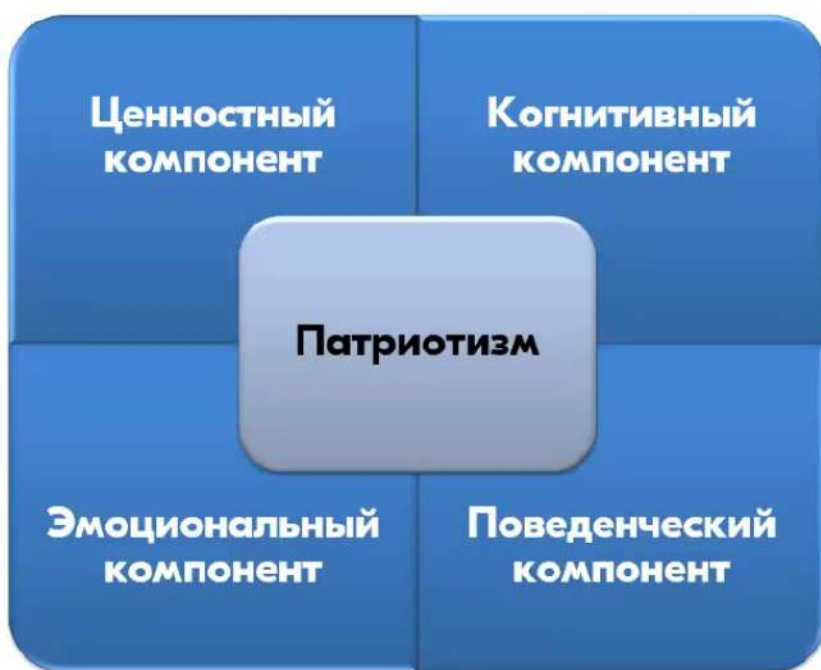 Ценностный
компонент
Когнитивный
компонент
Патриотизм
Эмоциональный
компонент
Поведенческий
компонент